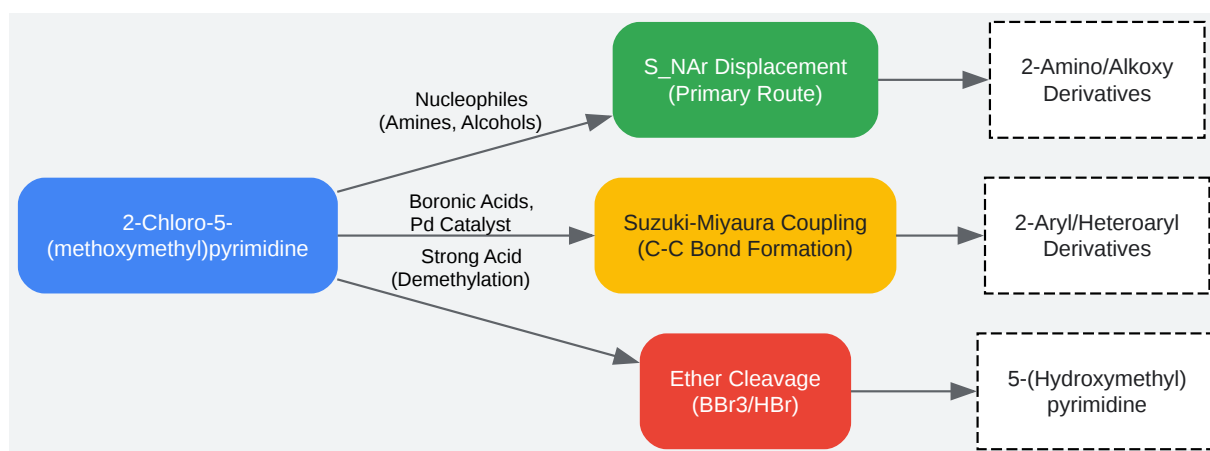 S_NAr Displacement
(Primary Route)
2-Amino/Alkoxy
Derivatives
Nucleophiles
(Amines, Alcohols)
2-Chloro-5-
(methoxymethyl)pyrimidine
Boronic Acids,
Pd Catalyst
Suzuki-Miyaura Coupling
(C-C Bond Formation)
2-Aryl/Heteroaryl
Derivatives
Strong Acid
(Demethylation)
Ether Cleavage
(BBr3/HBr)
5-(Hydroxymethyl)
pyrimidine